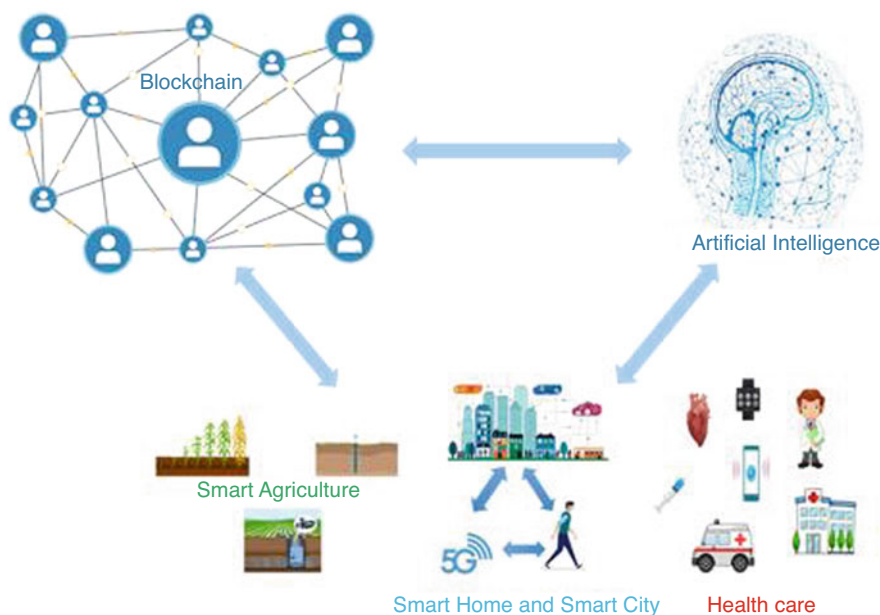 Blockchain
Artificial Intelligence
Smart Agriculture
5G
Smart Home and Smart City
Health care